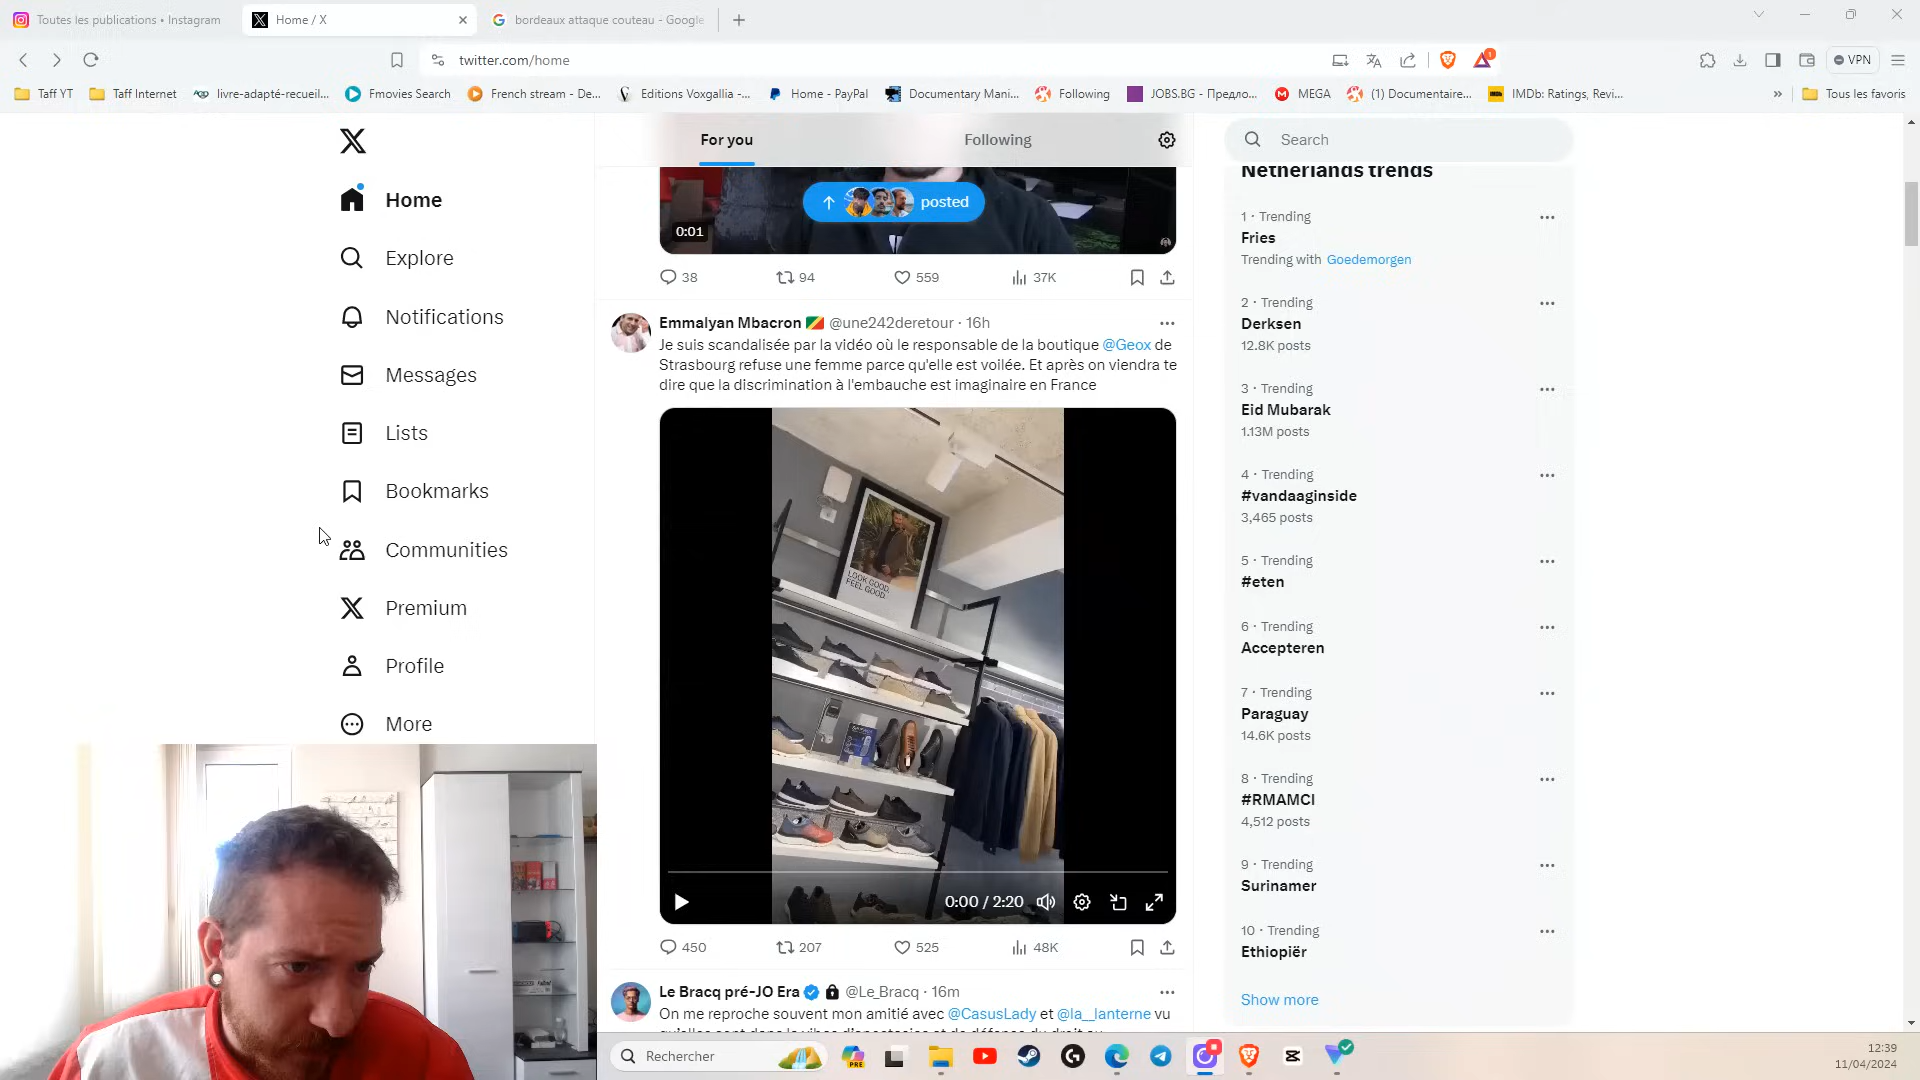 Toutes les publications • Instagram
Home / X
bordeaux attaque couteau - Google
twitter.com/home
1
VPN
Taff YT
Taff Internet
livre-adapté-recueil...
Fmovies Search
French stream - De...
Editions Voxgallia -...
Home - PayPal
Documentary Mani...
Following
JOBS.BG - Предло...
MEGA
(1) Documentaire...
IMDb: Ratings, Revi...
Tous les favoris
Home
Explore
Notifications
Messages
Lists
Bookmarks
Communities
Premium
Profile
More
For you
Following
posted
0:01
38
94
559
37K
Emmalyan Mbacron @une242deretour · 16h
Je suis scandalisée par la vidéo où le responsable de la boutique @Geox de
Strasbourg refuse une femme parce qu'elle est voilée. Et après on viendra te
dire que la discrimination à l'embauche est imaginaire en France
LOOK GOOD.
FEEL GOOD.
0:00 / 2:20
450
207
525
48K
Le Bracq pré-JO Era @Le_Bracq · 16m
On me reproche souvent mon amitié avec @CasusLady et @la__lanterne vu
Search
Netherlands trends
1 · Trending
Fries
Trending with Goedemorgen
2 · Trending
Derksen
12.8K posts
3 · Trending
Eid Mubarak
1.13M posts
4 · Trending
#vandaaginside
3,465 posts
5 · Trending
#eten
6 · Trending
Accepteren
7 · Trending
Paraguay
14.6K posts
8 · Trending
#RMAMCI
4,512 posts
9 · Trending
Surinamer
10 · Trending
Ethiopiër
Show more
Rechercher
PRE
12:39
11/04/2024